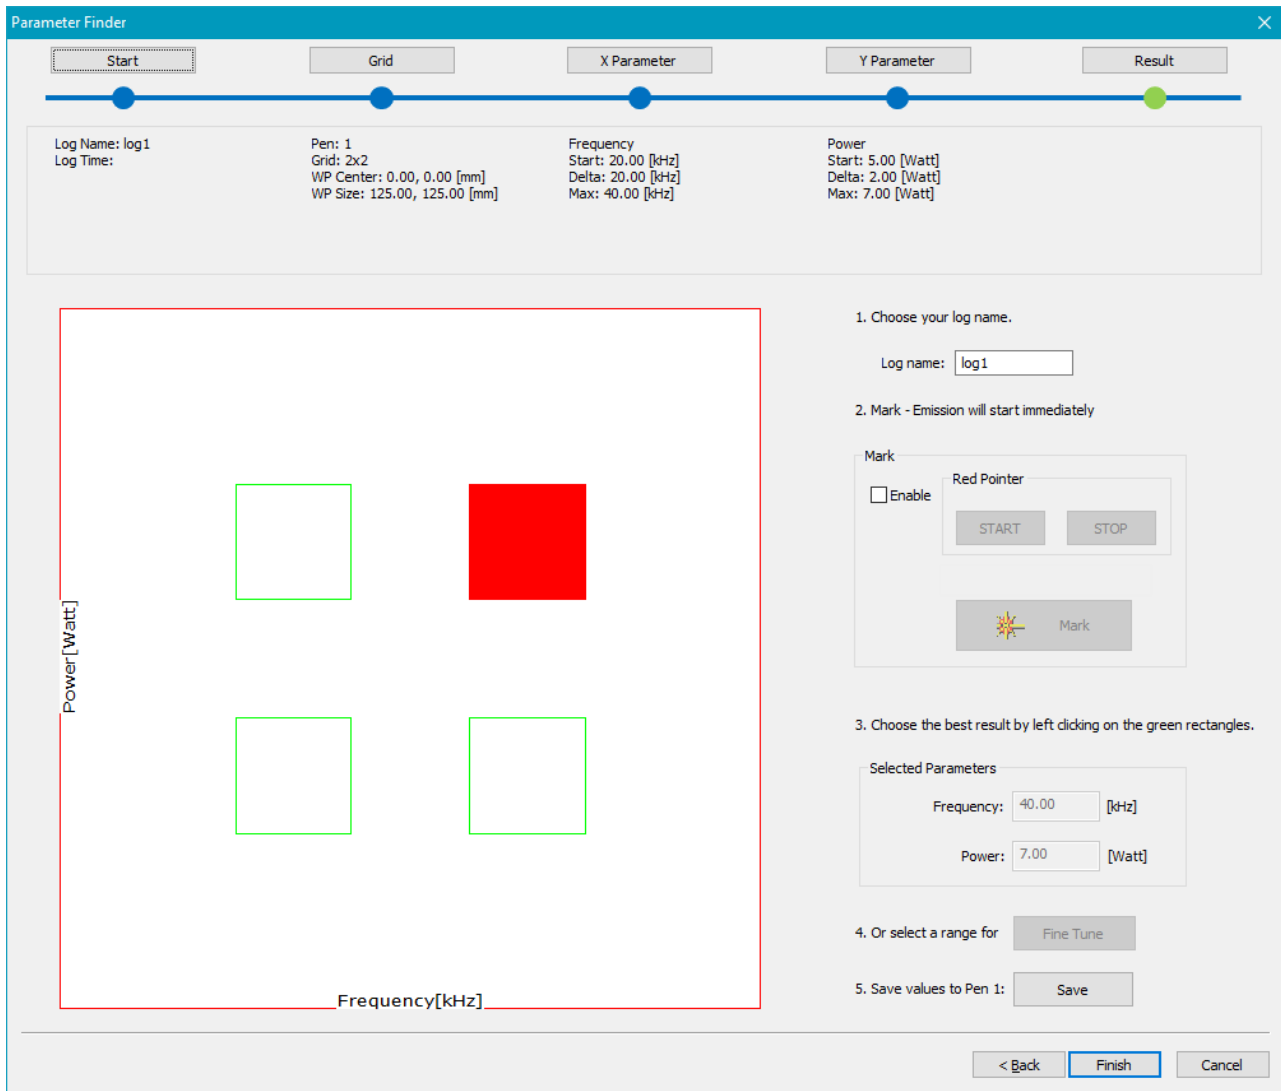 Parameter Finder
Start
Grid
X Parameter
Y Parameter
Result
Log Name: log1
Log Time:
Pen: 1
Grid: 2x2
WP Center: 0.00, 0.00 [mm]
WP Size: 125.00, 125.00 [mm]
Frequency
Start: 20.00 [kHz]
Delta: 20.00 [kHz]
Max: 40.00 [kHz]
Power
Start: 5.00 [Watt]
Delta: 2.00 [Watt]
Max: 7.00 [Watt]
Power[Watt]
Frequency[kHz]
1. Choose your log name.
Log name: log1
2. Mark - Emission will start immediately
Mark
Enable
Red Pointer
START
STOP
Mark
3. Choose the best result by left clicking on the green rectangles.
Selected Parameters
Frequency: 40.00 [kHz]
Power: 7.00 [Watt]
4. Or select a range for Fine Tune
5. Save values to Pen 1: Save
< Back
Finish
Cancel